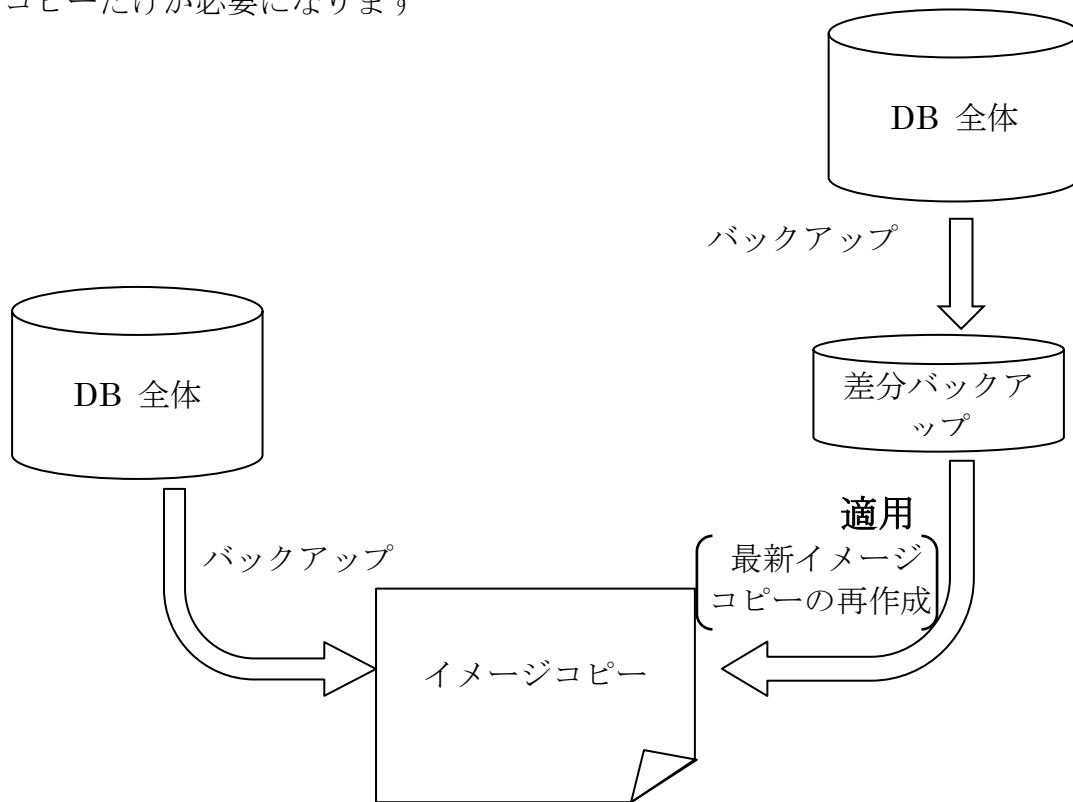 コピーだけが必要になります
DB 全体
バックアップ
DB 全体
差分バックア
ップ
適用
バックアップ
最新イメージ
コピーの再作成
イメージコピー